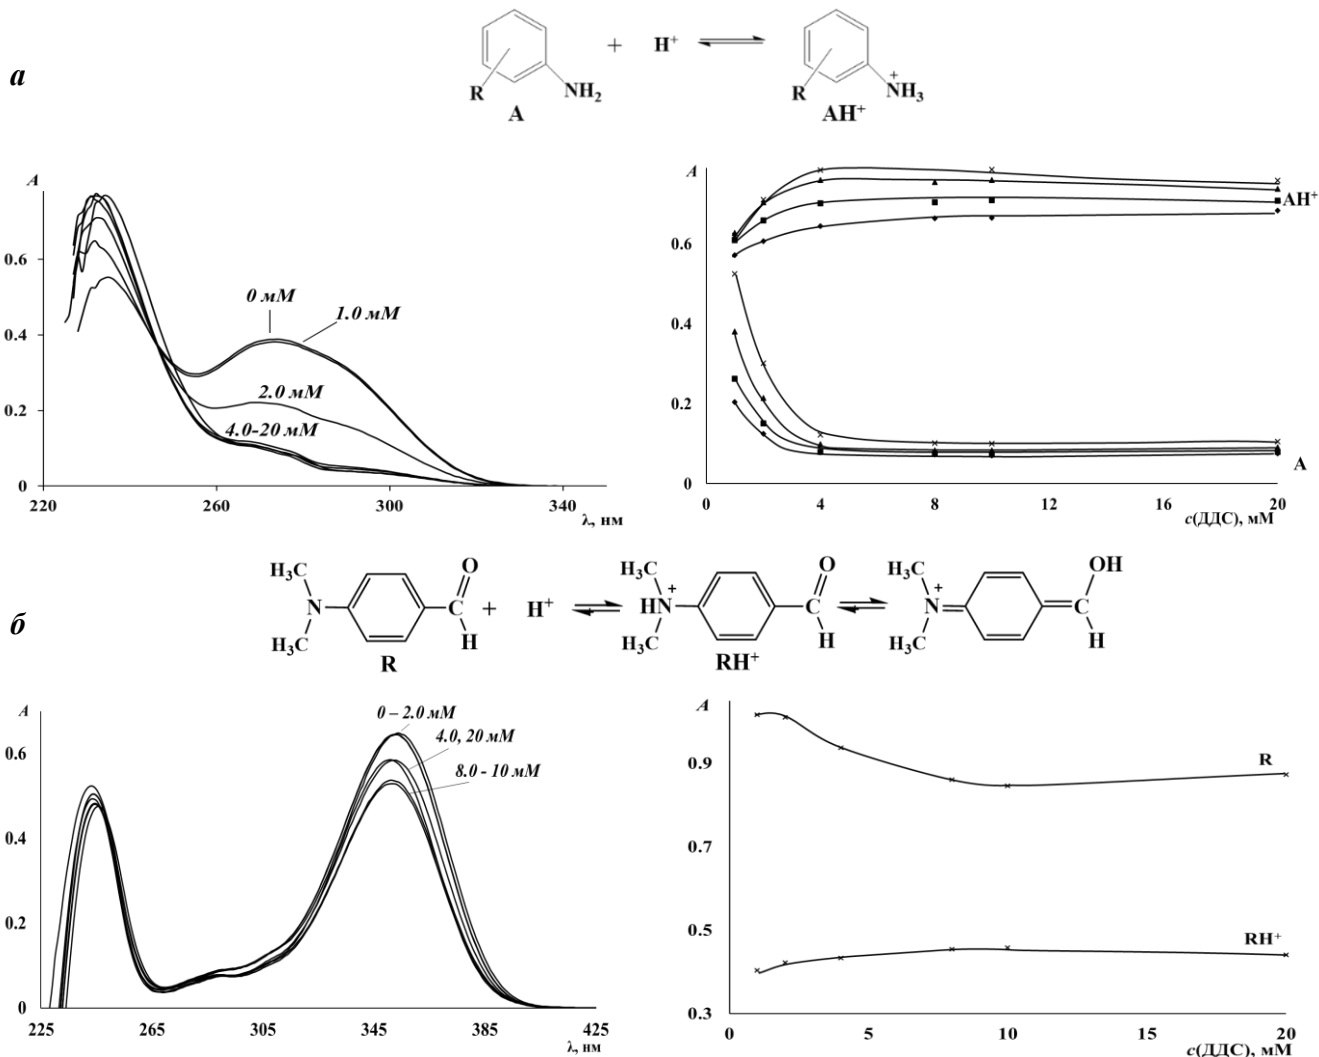 а
R
NH₂
A
+
H⁺
R
+
NH₃
AH⁺
A
0.6
0.4
0.2
0
220
260
300
340
λ, нм
0 мМ
1.0 мМ
2.0 мМ
4.0-20 мМ
A
0.6
0.4
0.2
0
0
4
8
12
16
20
c(ДДС), мМ
AH⁺
A
б
H₃C
N
H₃C
O
C
H
R
+
H⁺
H₃C
+
HN
H₃C
O
C
H
RH⁺
H₃C
+
N
H₃C
OH
C
H
A
0.6
0.4
0.2
0
225
265
305
345
385
425
λ, нм
0 – 2.0 мМ
4.0, 20 мМ
8.0 - 10 мМ
A
0.9
0.7
0.5
0.3
0
5
10
15
20
c(ДДС), мМ
R
RH⁺